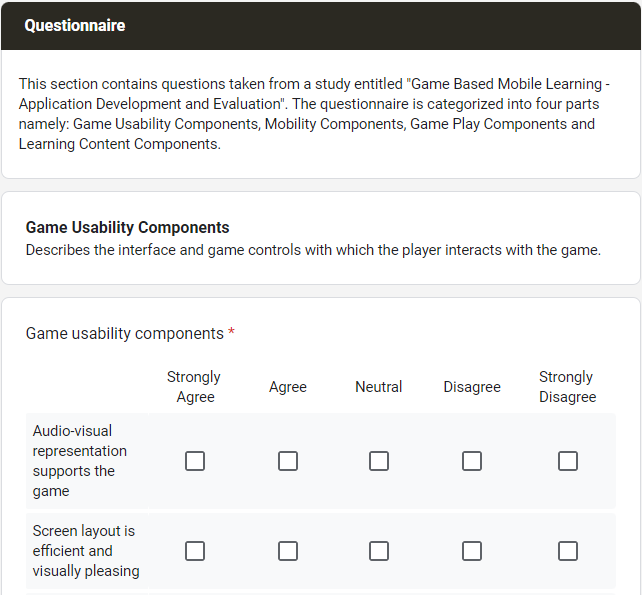 Questionnaire
This section contains questions taken from a study entitled "Game Based Mobile Learning -
Application Development and Evaluation". The questionnaire is categorized into four parts
namely: Game Usability Components, Mobility Components, Game Play Components and
Learning Content Components.
Game Usability Components
Describes the interface and game controls with which the player interacts with the game.
Game usability components *
Strongly
Agree
Agree
Neutral
Disagree
Strongly
Disagree
Audio-visual
representation
supports the
game
Screen layout is
efficient and
visually pleasing